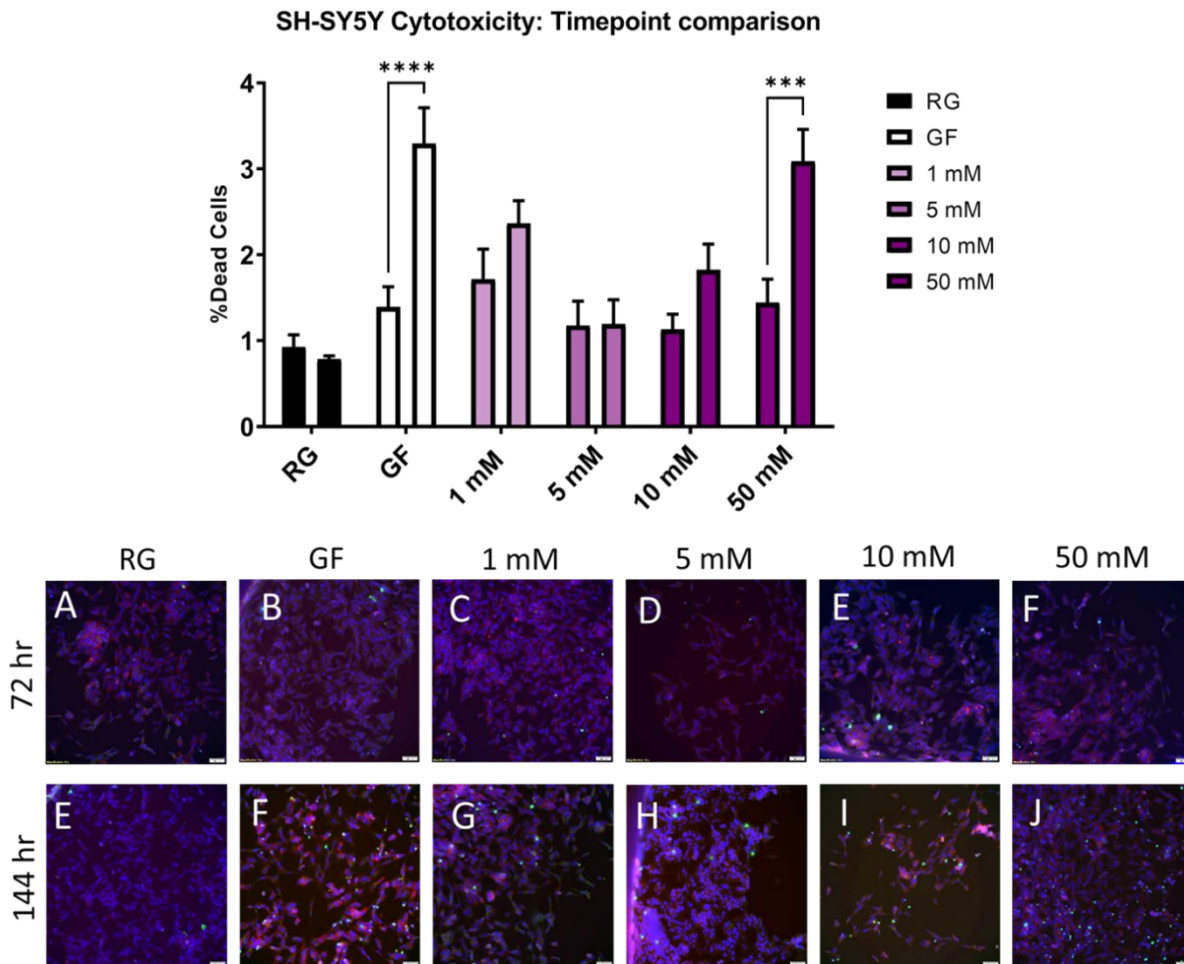 SH-SY5Y Cytotoxicity: Timepoint comparison
%Dead Cells
4
3
2
1
0
****
***
RG
GF
1 mM
5 mM
10 mM
50 mM
RG
GF
1 mM
5 mM
10 mM
50 mM
RG GF 1 mM 5 mM 10 mM 50 mM
72 hr
A B C D E F
144 hr
E F G H I J